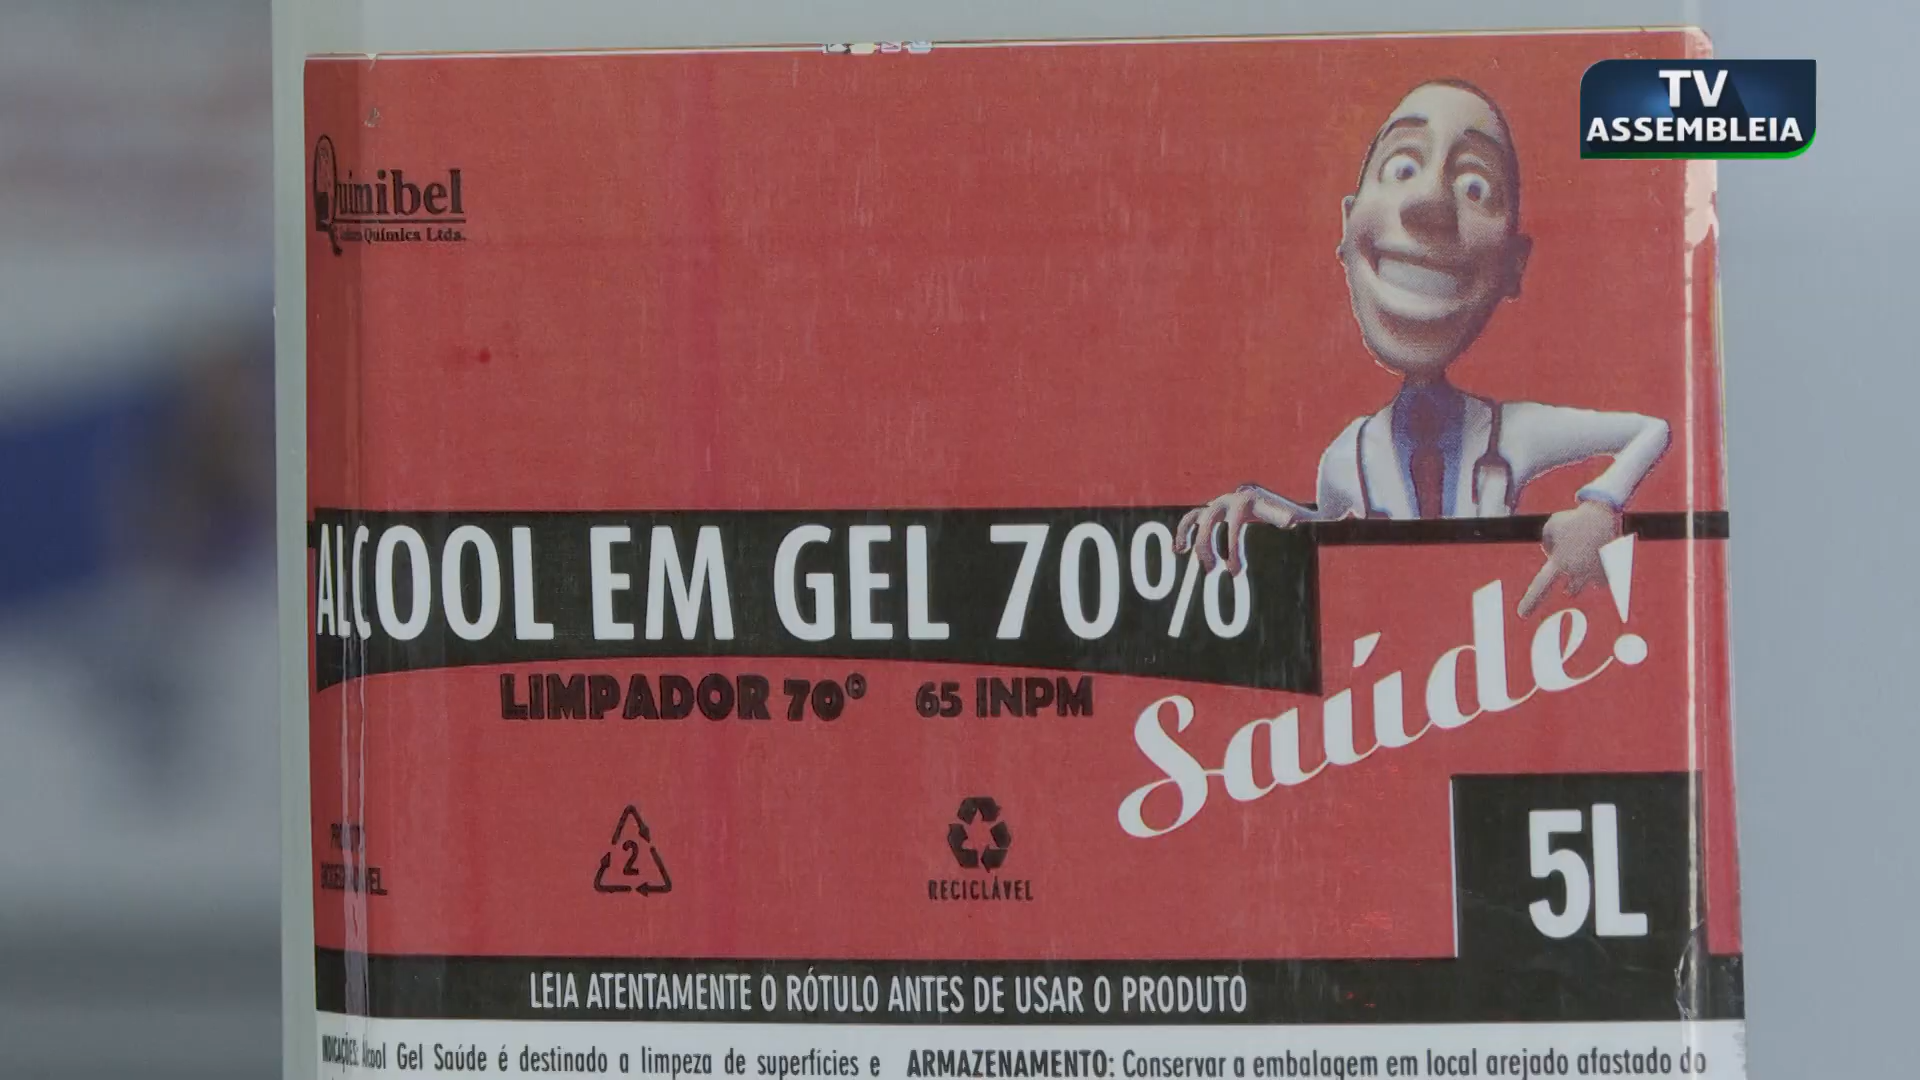 TV
ASSEMBLEIA
Quimibel
Química Ltda.
ALCOOL EM GEL 70%
LIMPADOR 70º 65 INPM
Saúde!
2
RECICLÁVEL
5L
LEIA ATENTAMENTE O RÓTULO ANTES DE USAR O PRODUTO
INDICAÇÕES: Alcool Gel Saúde é destinado a limpeza de superfícies e
ARMAZENAMENTO: Conservar a embalagem em local arejado afastado do